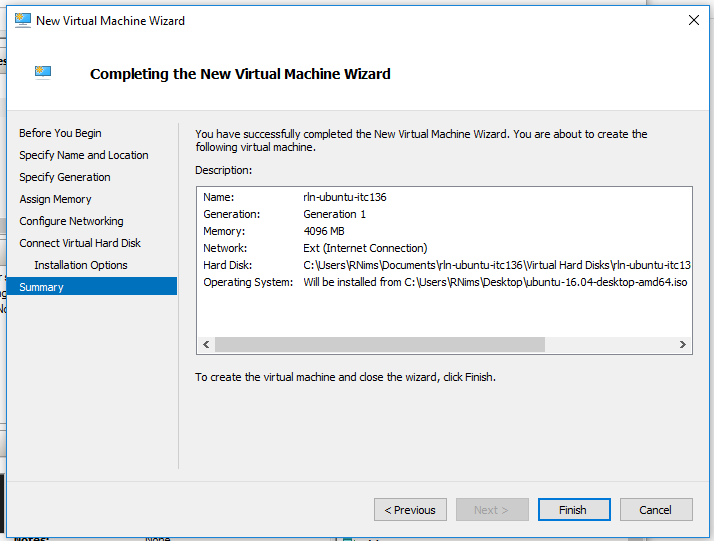 New Virtual Machine Wizard
Completing the New Virtual Machine Wizard
Before You Begin
Specify Name and Location
Specify Generation
Assign Memory
Configure Networking
Connect Virtual Hard Disk
Installation Options
Summary
You have successfully completed the New Virtual Machine Wizard. You are about to create the
following virtual machine.
Description:
Name: rln-ubuntu-itc136
Generation: Generation 1
Memory: 4096 MB
Network: Ext (Internet Connection)
Hard Disk: C:\Users\RNims\Documents\rln-ubuntu-itc136\Virtual Hard Disks\rln-ubuntu-itc13
Operating System: Will be installed from C:\Users\RNims\Desktop\ubuntu-16.04-desktop-amd64.iso
To create the virtual machine and close the wizard, click Finish.
< Previous
Next >
Finish
Cancel
Notes: None